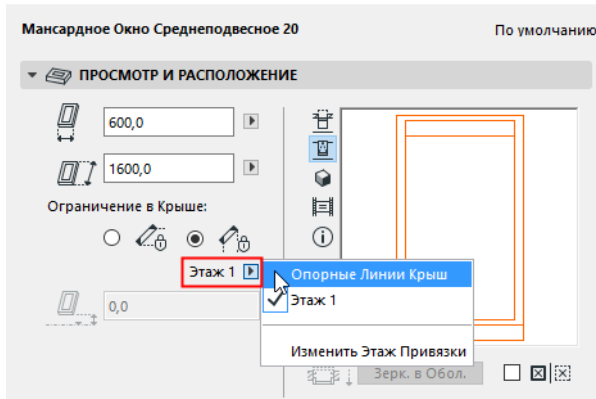 Мансардное Окно Среднеподвесное 20
По умолчанию
ПРОСМОТР И РАСПОЛОЖЕНИЕ
600,0
1600,0
Ограничение в Крыше:
Этаж 1
Опорные Линии Крыш
Этаж 1
0,0
Изменить Этаж Привязки
Зерк. в Обол.